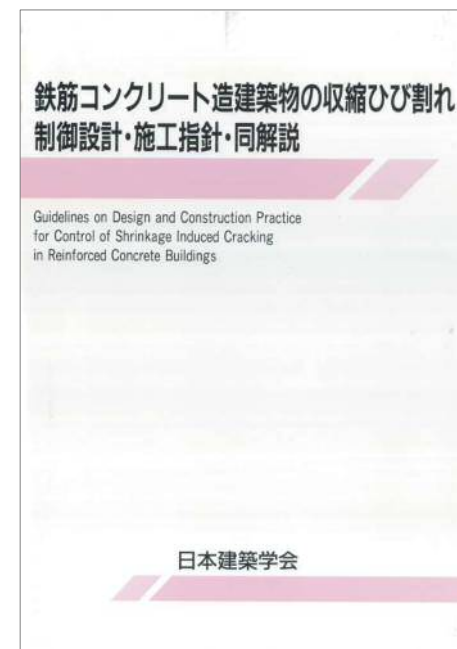 鉄筋コンクリート造建築物の収縮ひび割れ
制御設計・施工指針・同解説
Guidelines on Design and Construction Practice
for Control of Shrinkage Induced Cracking
in Reinforced Concrete Buildings
日本建築学会